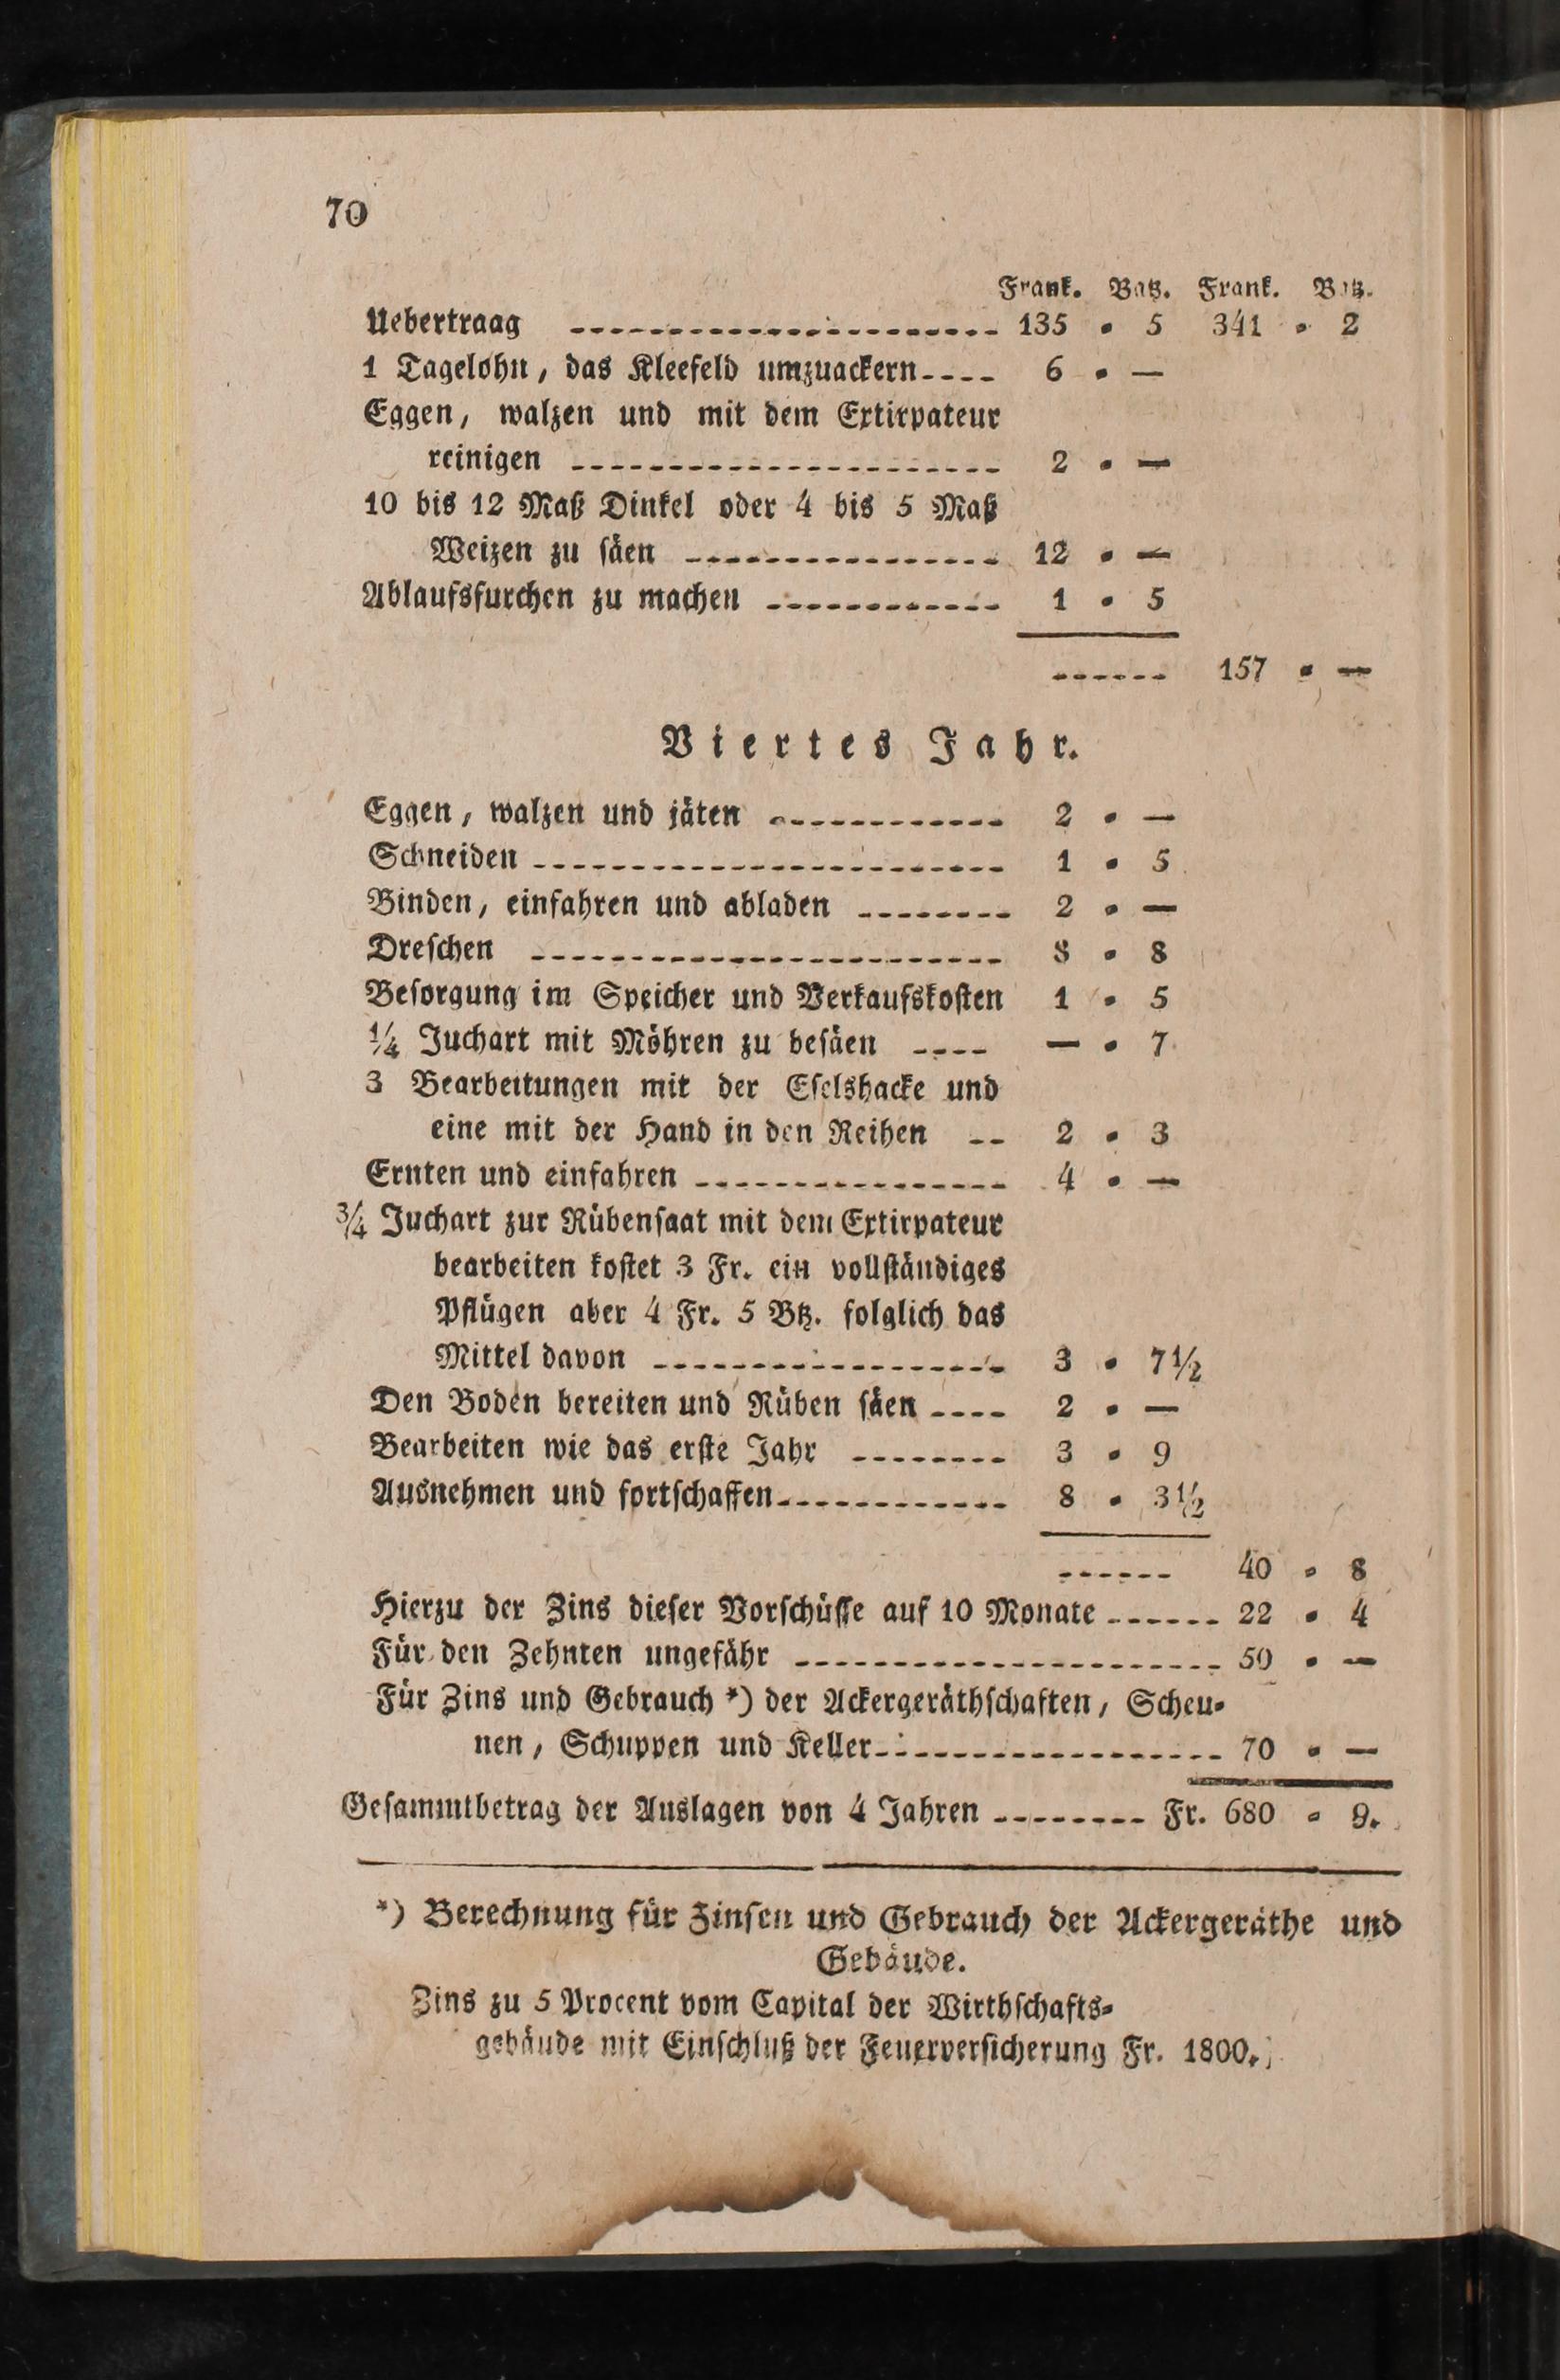 70
Frank. Batz. Frank. Batz.
Uebertraag ---------------------- 135 = 5 341 = 2
1 Tagelohn, das Kleefeld umzuackern---- 6 = —
Eggen, walzen und mit dem Extirpateur
reinigen ---------------------- 2 = —
10 bis 12 Maß Dinkel oder 4 bis 5 Maß
Weizen zu säen ---------------- 12 = —
Ablaufsfurchen zu machen ------------ 1 = 5
------ 157 = —
Viertes Jahr.
Eggen, walzen und jäten ------------ 2 = —
Schneiden ------------------------ 1 = 5
Binden, einfahren und abladen -------- 2 = —
Dreschen ------------------------ 8 = 8
Besorgung im Speicher und Verkaufskosten 1 = 5
¼ Juchart mit Möhren zu besäen ---- — = 7
3 Bearbeitungen mit der Eselshacke und
eine mit der Hand in den Reihen -- 2 = 3
Ernten und einfahren ---------------- 4 = —
¾ Juchart zur Rübensaat mit dem Extirpateur
bearbeiten kostet 3 Fr. ein vollständiges
Pflügen aber 4 Fr. 5 Btz. folglich das
Mittel davon ------------------ 3 = 7½
Den Boden bereiten und Rüben säen ---- 2 = —
Bearbeiten wie das erste Jahr -------- 3 = 9
Ausnehmen und fortschaffen------------ 8 = 3½
------ 40 = 8
Hierzu der Zins dieser Vorschüsse auf 10 Monate ------ 22 = 4
Für den Zehnten ungefähr ---------------------- 50 = —
Für Zins und Gebrauch *) der Ackergeräthschaften, Scheu=
nen, Schuppen und Keller------------------ 70 = —
Gesammtbetrag der Auslagen von 4 Jahren -------- Fr. 680 = 9.
*) Berechnung für Zinsen und Gebrauch der Ackergeräthe und
Gebäude.
Zins zu 5 Procent vom Capital der Wirthschafts=
gebäude mit Einschluß der Feuerversicherung Fr. 1800.